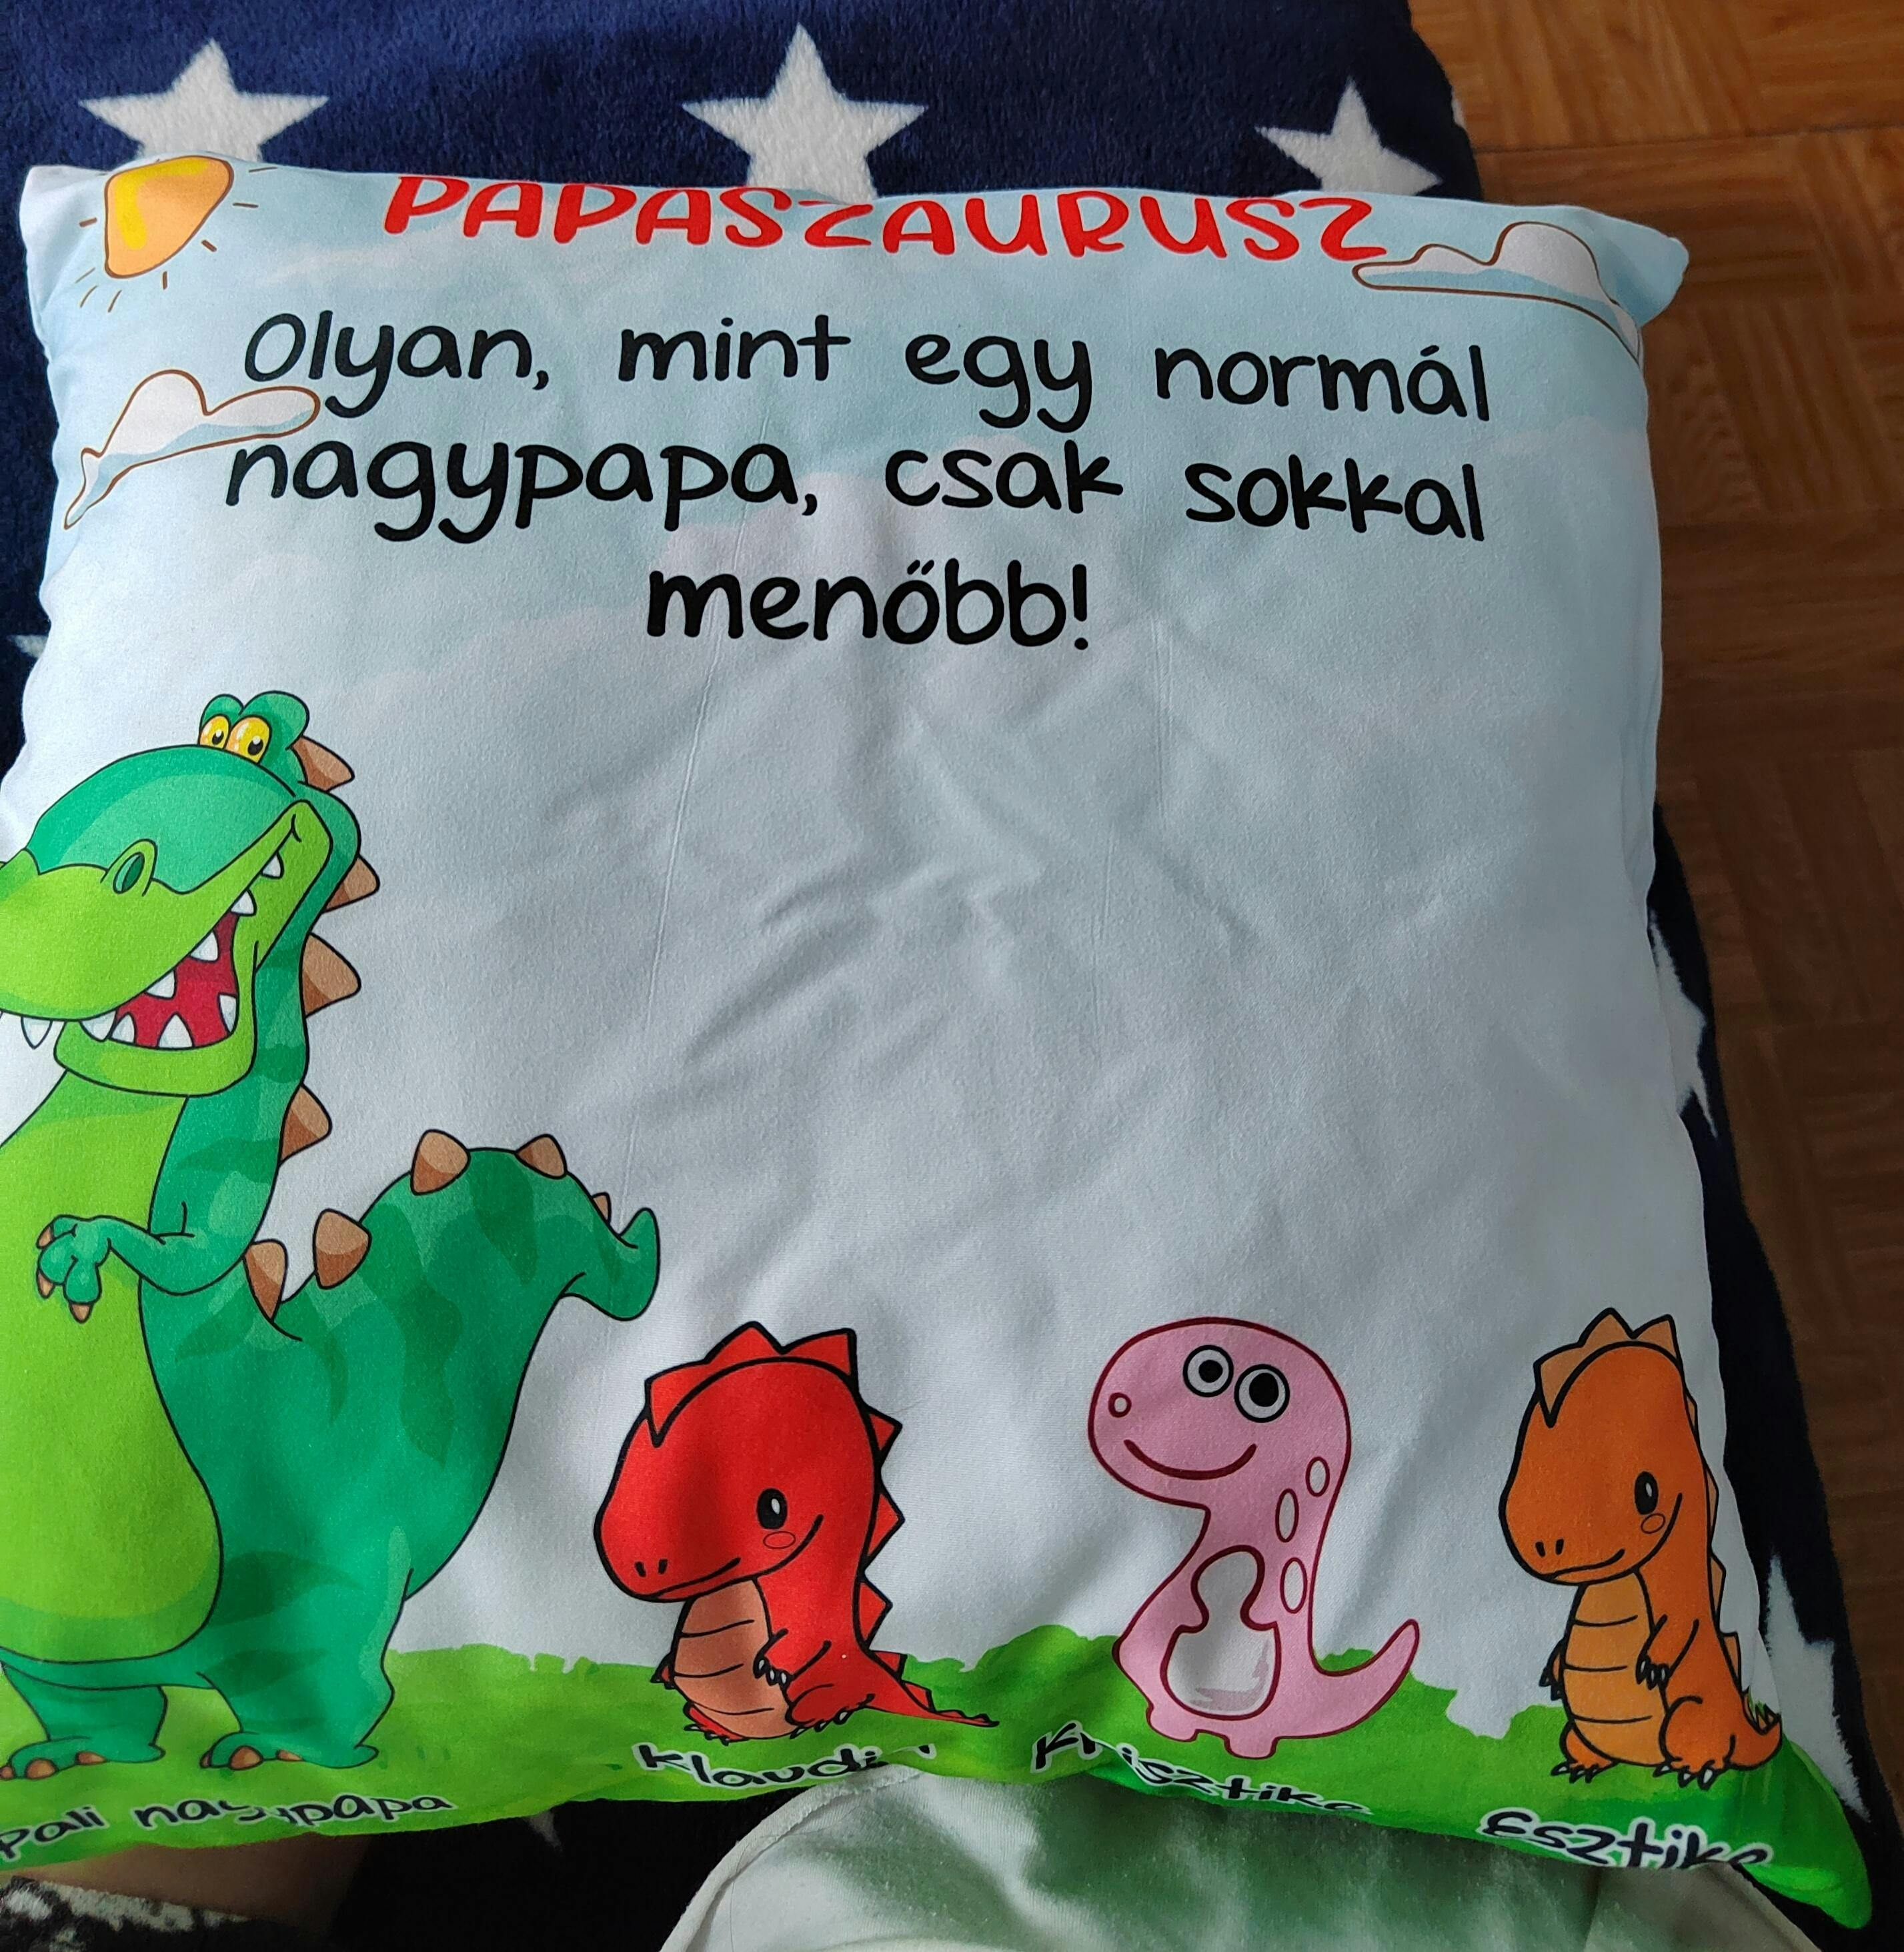 PAPASZAURUSZ
Olyan, mint egy normál
nagypapa, csak sokkal
menőbb!
pali nagypapa
Krisztike
Esztike